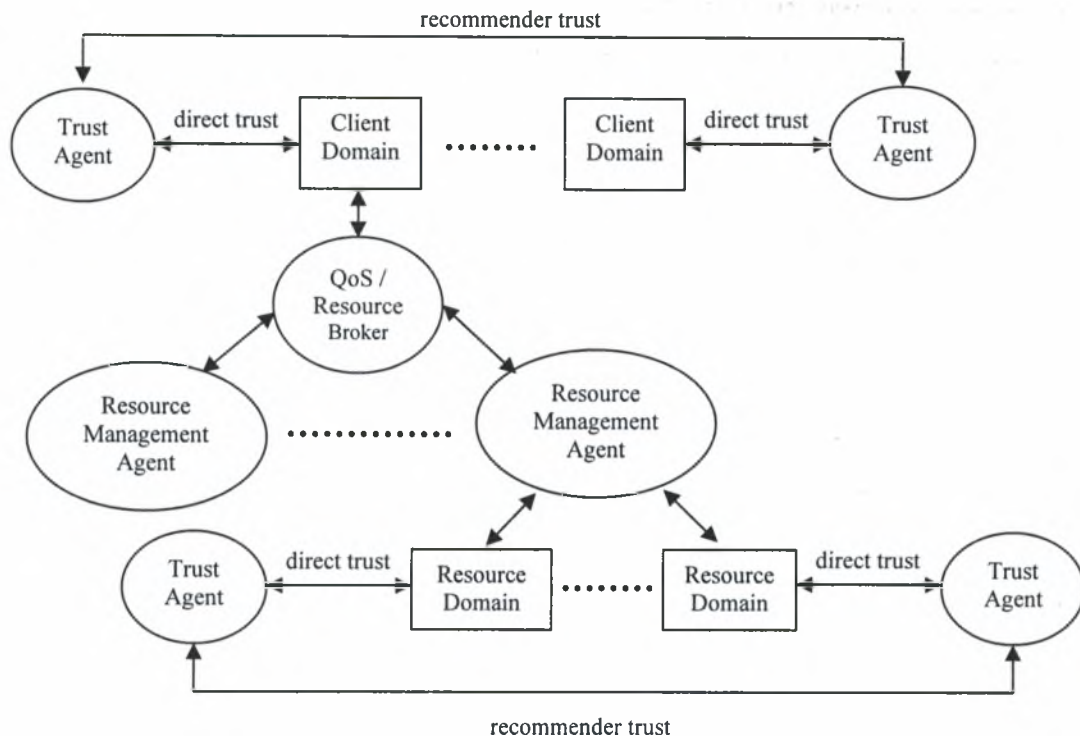 recommender trust
Trust
Agent
direct trust
Client
Domain
Client
Domain
direct trust
Trust
Agent
QoS /
Resource
Broker
Resource
Management
Agent
Resource
Management
Agent
Trust
Agent
direct trust
Resource
Domain
Resource
Domain
direct trust
Trust
Agent
recommender trust